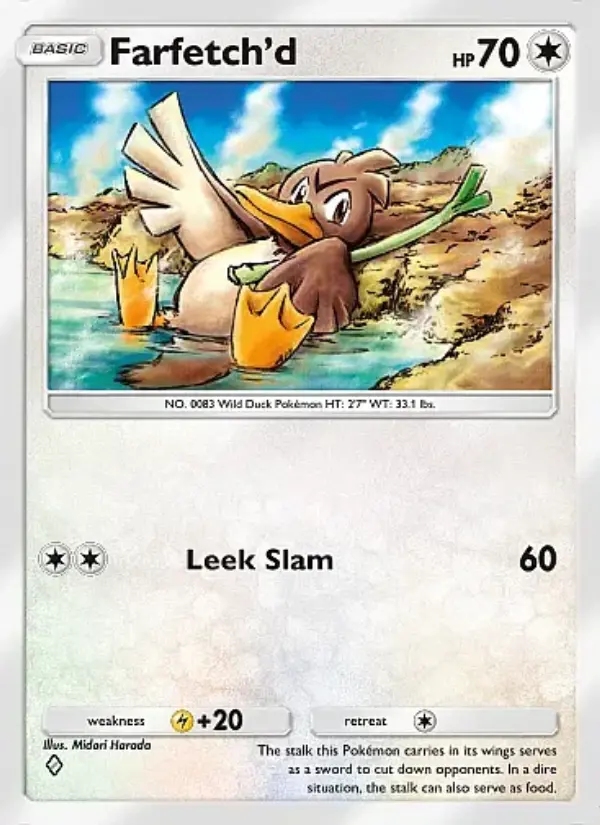 BASIC Farfetch’d HP 70
NO. 0083 Wild Duck Pokémon HT: 2'7" WT: 33.1 lbs.
Leek Slam 60
weakness +20 retreat
Illus. Midori Harada
The stalk this Pokémon carries in its wings serves
as a sword to cut down opponents. In a dire
situation, the stalk can also serve as food.